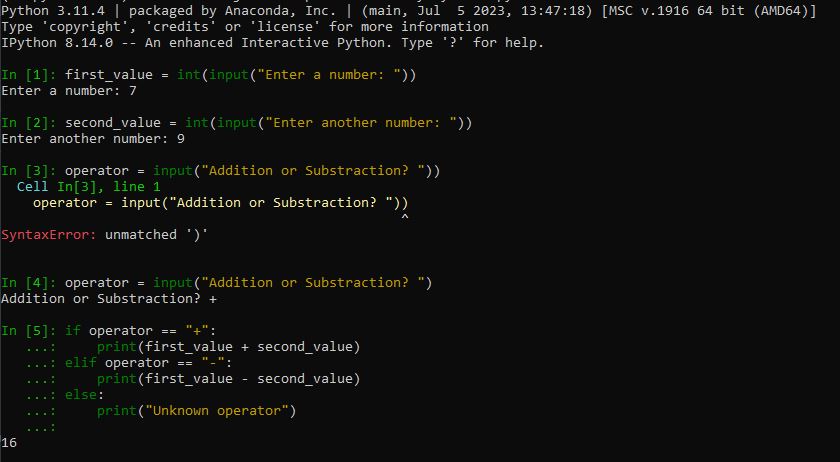 Python 3.11.4 | packaged by Anaconda, Inc. | (main, Jul  5 2023, 13:47:18) [MSC v.1916 64 bit (AMD64)]
Type 'copyright', 'credits' or 'license' for more information
IPython 8.14.0 -- An enhanced Interactive Python. Type '?' for help.
In [1]: first_value = int(input("Enter a number: "))
Enter a number: 7
In [2]: second_value = int(input("Enter another number: "))
Enter another number: 9
In [3]: operator = input("Addition or Substraction? "))
  Cell In[3], line 1
    operator = input("Addition or Substraction? "))
                                                  ^
SyntaxError: unmatched ')'
In [4]: operator = input("Addition or Substraction? ")
Addition or Substraction? +
In [5]: if operator == "+":
   ...:     print(first_value + second_value)
   ...: elif operator == "-":
   ...:     print(first_value - second_value)
   ...: else:
   ...:     print("Unknown operator")
   ...:
16